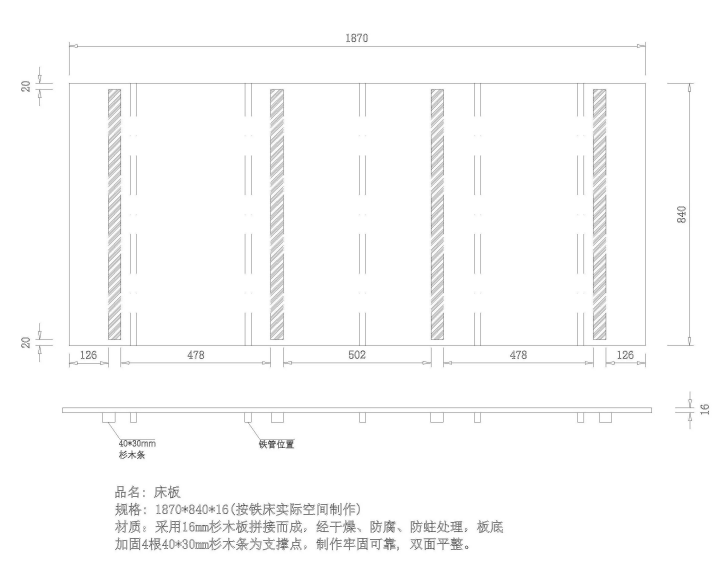 1870
20
840
20
126
478
502
478
126
16
40*30mm
杉木条
铁管位置
品名：床板
规格：1870*840*16(按铁床实际空间制作)
材质：采用16mm杉木板拼接而成，经干燥、防腐、防蛀处理，板底
加固4根40*30mm杉木条为支撑点，制作牢固可靠，双面平整。